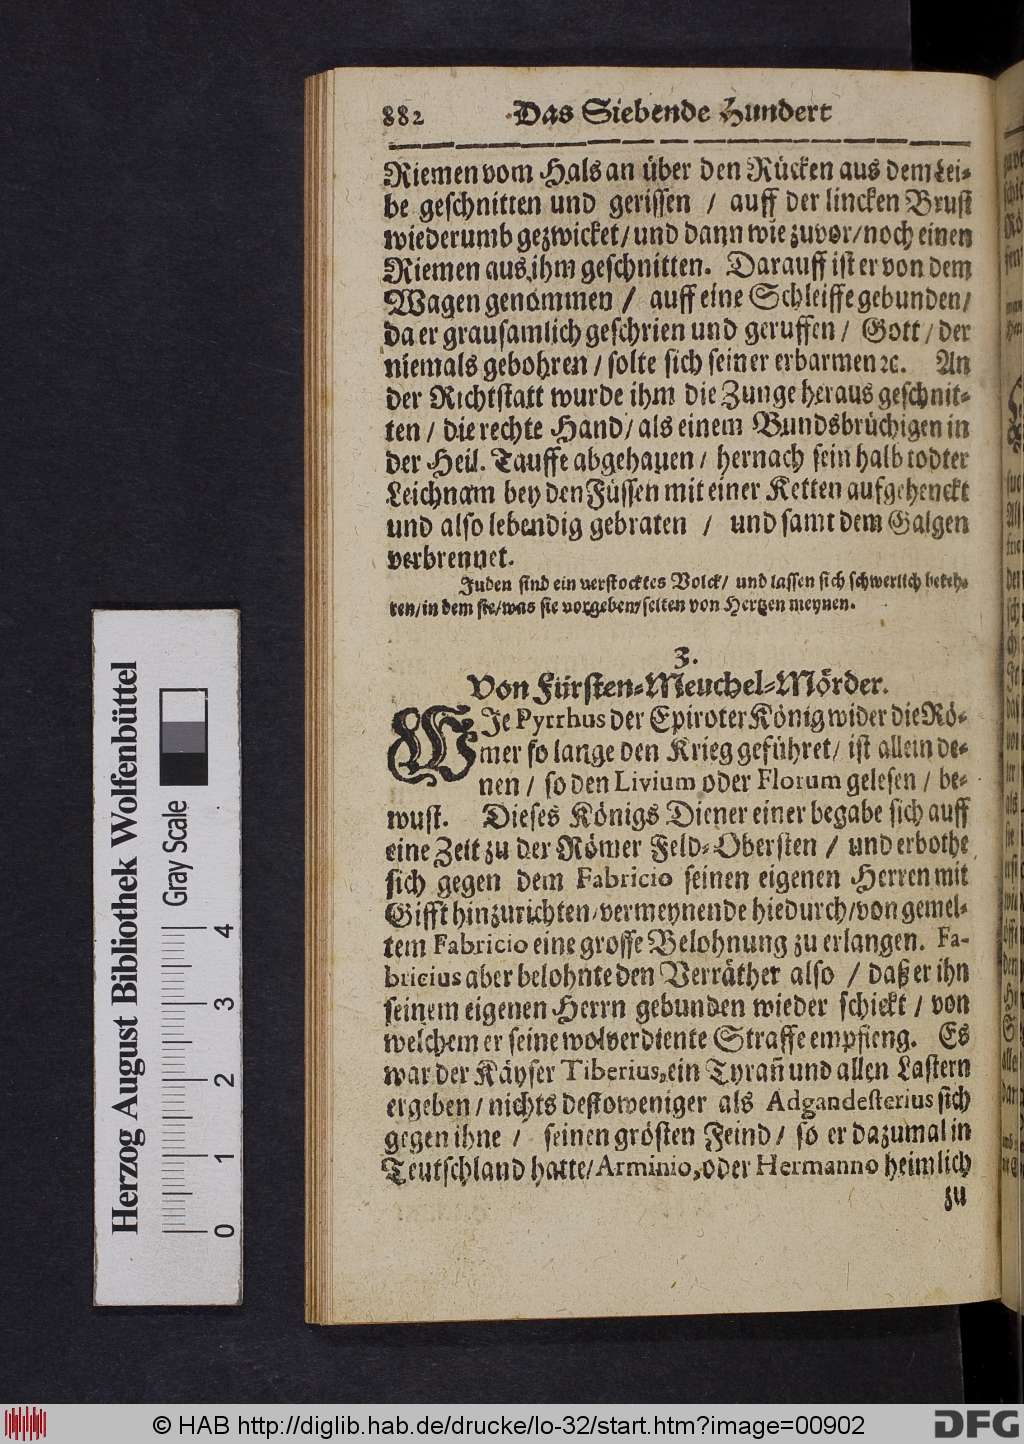 882 Das Siebende Hundert
Riemen vom Hals an über den Rücken aus dem Lei-
be geschnitten und gerissen / auff der lincken Brust
wiederumb gezwicket / und dann wie zuvor / noch einen
Riemen aus ihm geschnitten. Darauff ist er von dem
Wagen genommen / auff eine Schleiffe gebunden /
da er grausamlich geschrien und geruffen / Gott / der
niemals gebohren / solte sich seiner erbarmen ꝛc. An
der Richtstatt wurde ihm die Zunge heraus geschnit-
ten / die rechte Hand / als einem Bundsbrüchigen in
der Heil. Tauffe abgehauen / hernach sein halb todter
Leichnam bey den Füssen mit einer Ketten aufgehenckt
und also lebendig gebraten / und samt dem Galgen
verbrennet.
Juden sind ein verstocktes Volck / und lassen sich schwerlich bekeh-
ren / in dem sie / was sie vorgeben / selten von Hertzen meynen.
3.
Von Fürsten-Meuchel-Mörder.
WJe Pyrrhus der Epiroter König wider die Rö-
mer so lange den Krieg geführet / ist allein de-
nen / so den Livium oder Florum gelesen / be-
wust. Dieses Königs Diener einer begabe sich auff
eine Zeit zu der Römer Feld-Obersten / und erbothe
sich gegen dem Fabricio seinen eigenen Herren mit
Gifft hinzurichten / vermeynende hiedurch / von gemel-
tem Fabricio eine grosse Belohnung zu erlangen. Fa-
bricius aber belohnte den Verräther also / daß er ihn
seinem eigenen Herrn gebunden wieder schickt / von
welchem er seine wolverdiente Straffe empfieng. Es
war der Käyser Tiberius, ein Tyrañ und allen Lastern
ergeben / nichts destoweniger als Adgandesterius sich
gegen ihne / seinen grösten Feind / so er dazumal in
Teutschland hatte / Arminio, oder Hermanno heimlich
zu
Herzog August Bibliothek Wolfenbüttel
Gray Scale
0 1 2 3 4
© HAB http://diglib.hab.de/drucke/lo-32/start.htm?image=00902
DFG